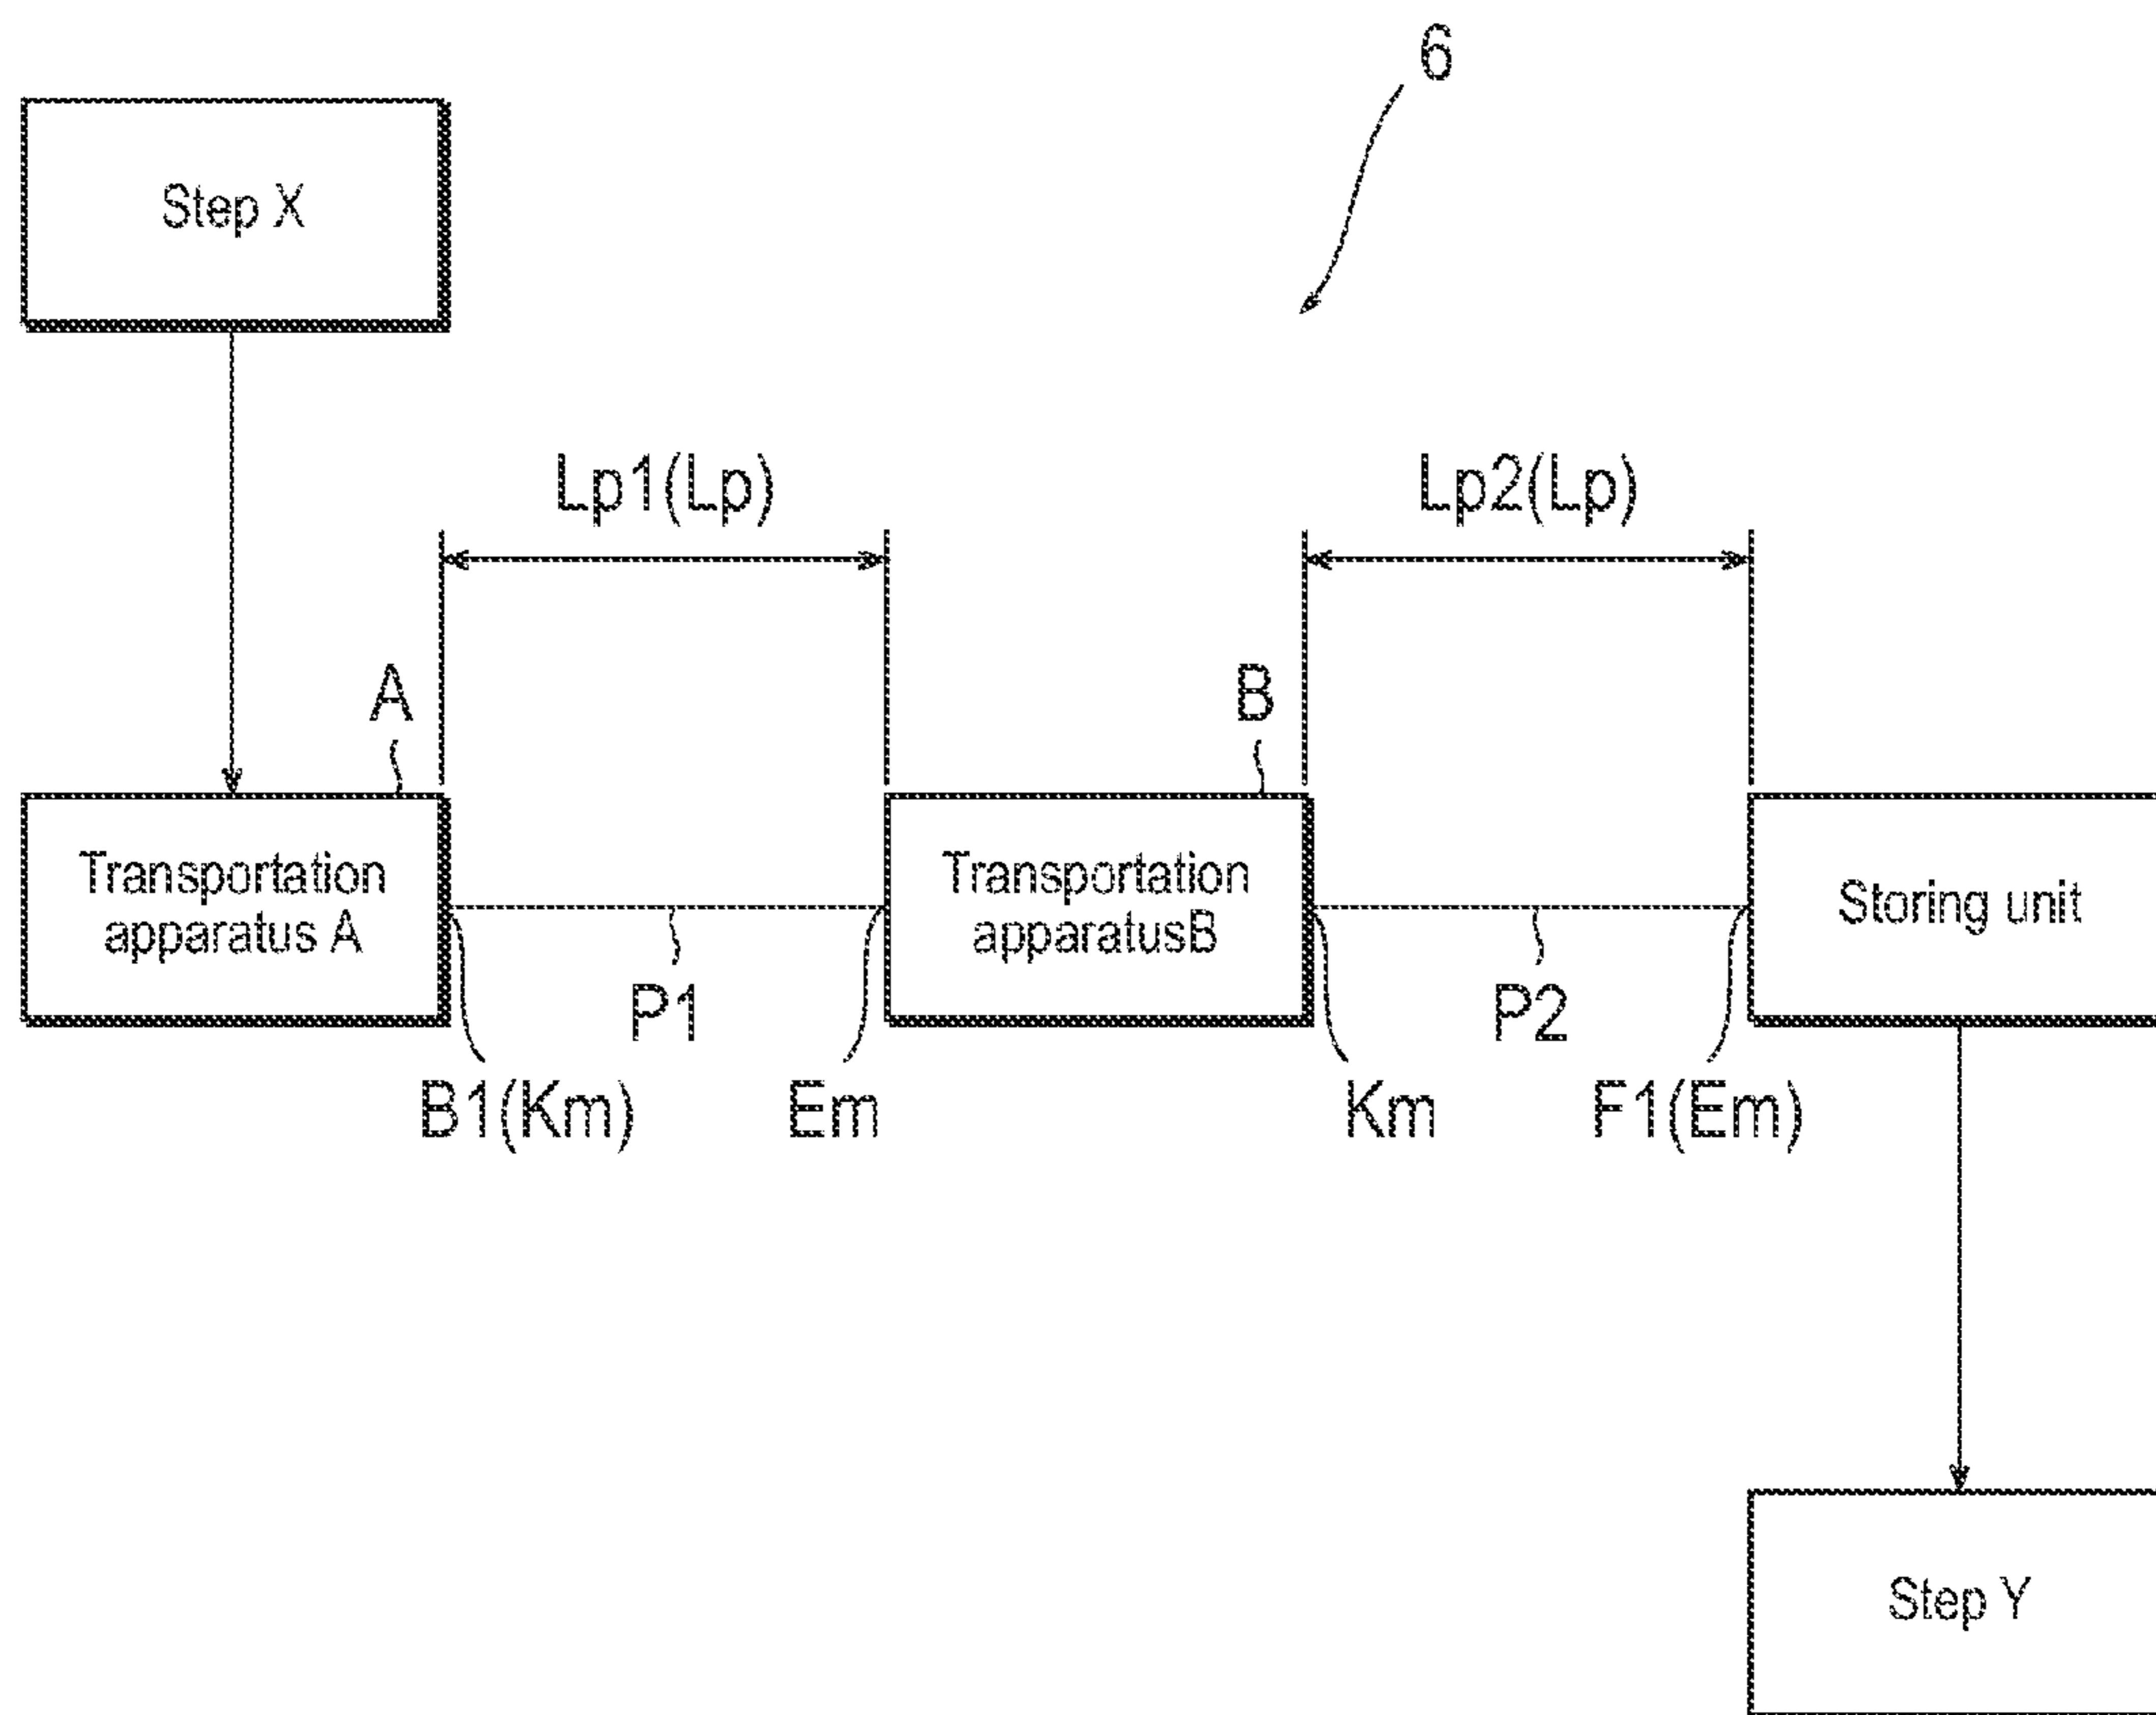 6
Step X
Lp1(Lp)
Lp2(Lp)
A
B
Transportation
apparatus A
Transportation
apparatusB
Storing unit
P1
P2
B1(Km)
Em
Km
F1(Em)
Step Y